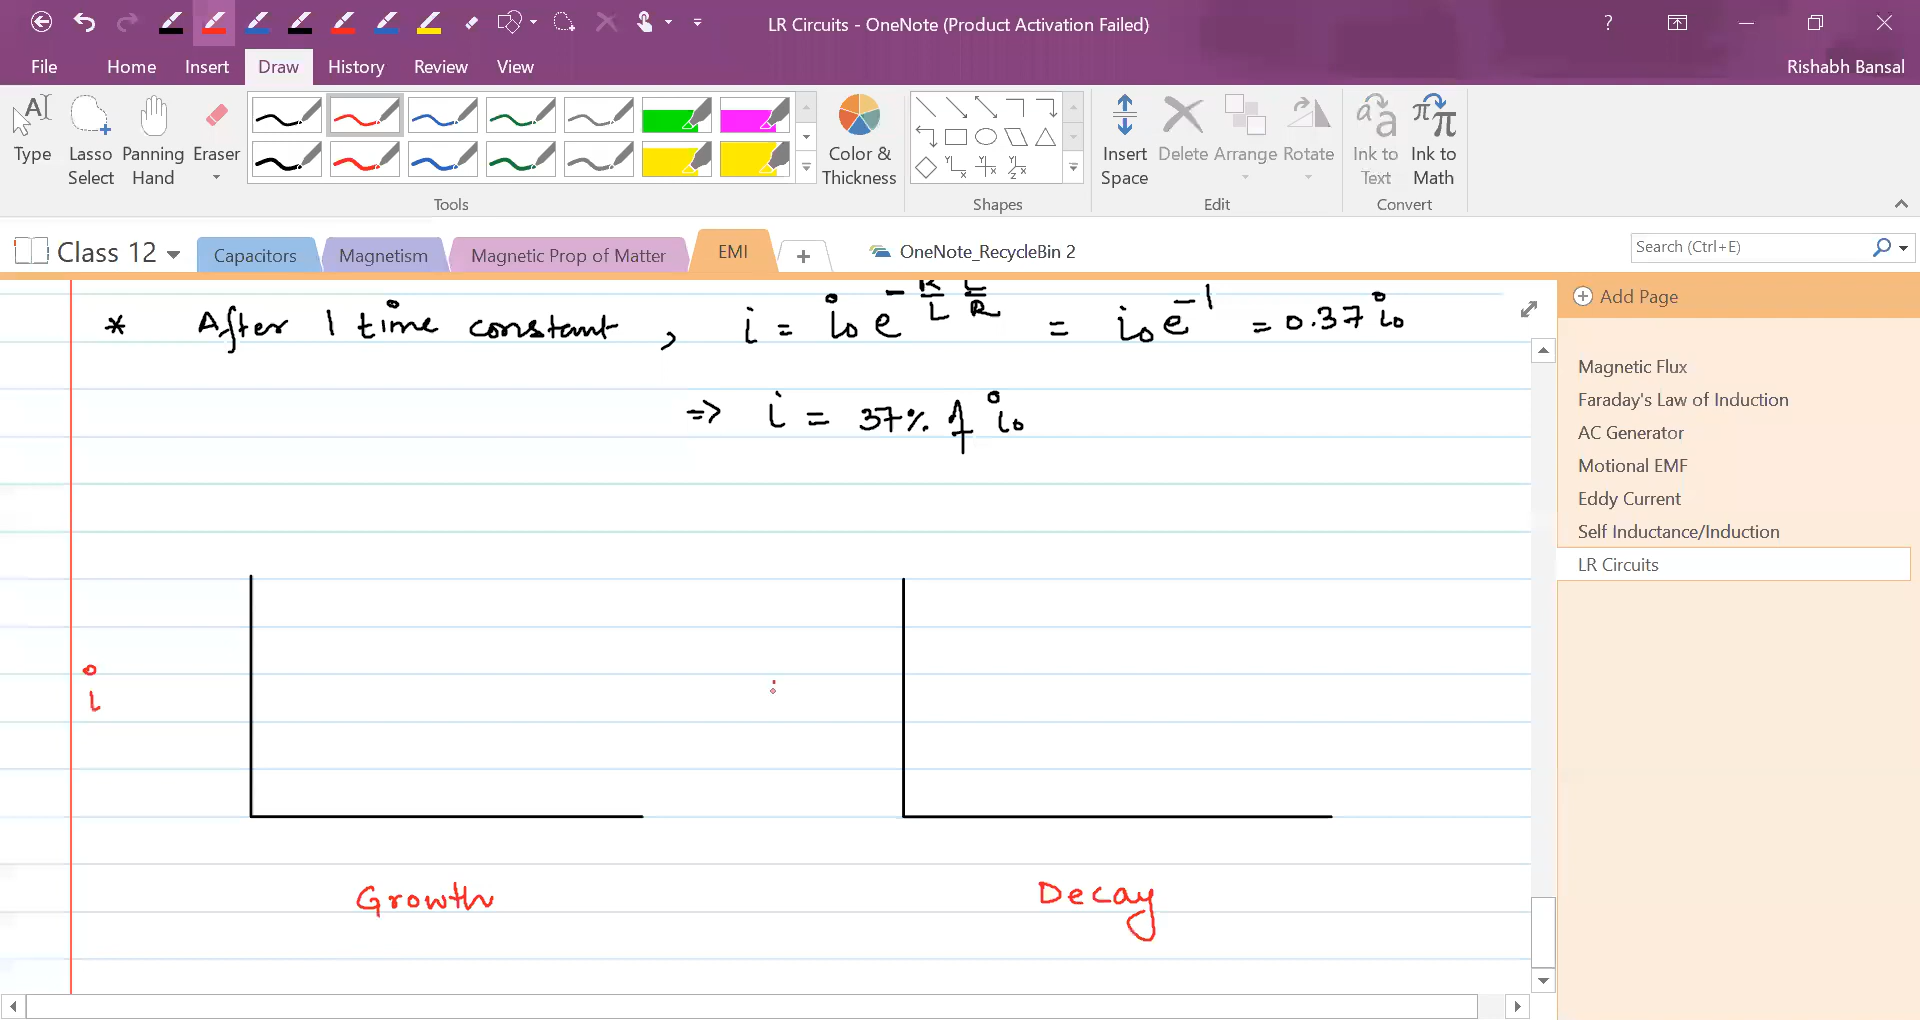 LR Circuits - OneNote (Product Activation Failed)
?
File Home Insert Draw History Review View
Rishabh Bansal
Type
Lasso Select
Panning Hand
Eraser
Color & Thickness
Insert Space
Delete
Arrange
Rotate
Ink to Text
Ink to Math
Tools
Shapes
Edit
Convert
Class 12
Capacitors
Magnetism
Magnetic Prop of Matter
EMI
+
OneNote_RecycleBin 2
Search (Ctrl+E)
* After 1 time constant, i = i₀ e^(-R/L L/R) = i₀ e^-1 = 0.37 i₀
=> i = 37% of i₀
i
Growth
Decay
Add Page
Magnetic Flux
Faraday's Law of Induction
AC Generator
Motional EMF
Eddy Current
Self Inductance/Induction
LR Circuits